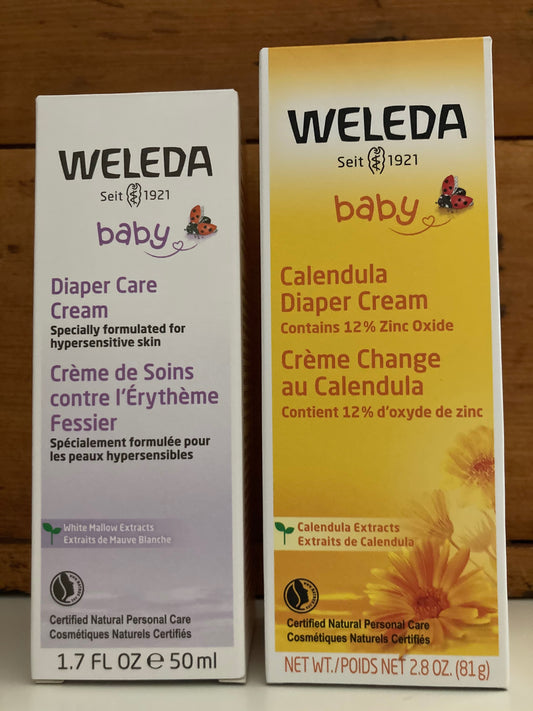 WELEDA
Seit 1921
baby
Diaper Care
Cream
Specially formulated for
hypersensitive skin
Crème de Soins
contre l'Érythème
Fessier
Spécialement formulée pour
les peaux hypersensibles
White Mallow Extracts
Extraits de Mauve Blanche
Certified Natural Personal Care
Cosmétiques Naturels Certifiés
1.7 FL OZ e 50 ml
WELEDA
Seit 1921
baby
Calendula
Diaper Cream
Contains 12% Zinc Oxide
Crème Change
au Calendula
Contient 12% d'oxyde de zinc
Calendula Extracts
Extraits de Calendula
Certified Natural Personal Care
Cosmétiques Naturels Certifiés
NET WT./POIDS NET 2.8 OZ. (81g)